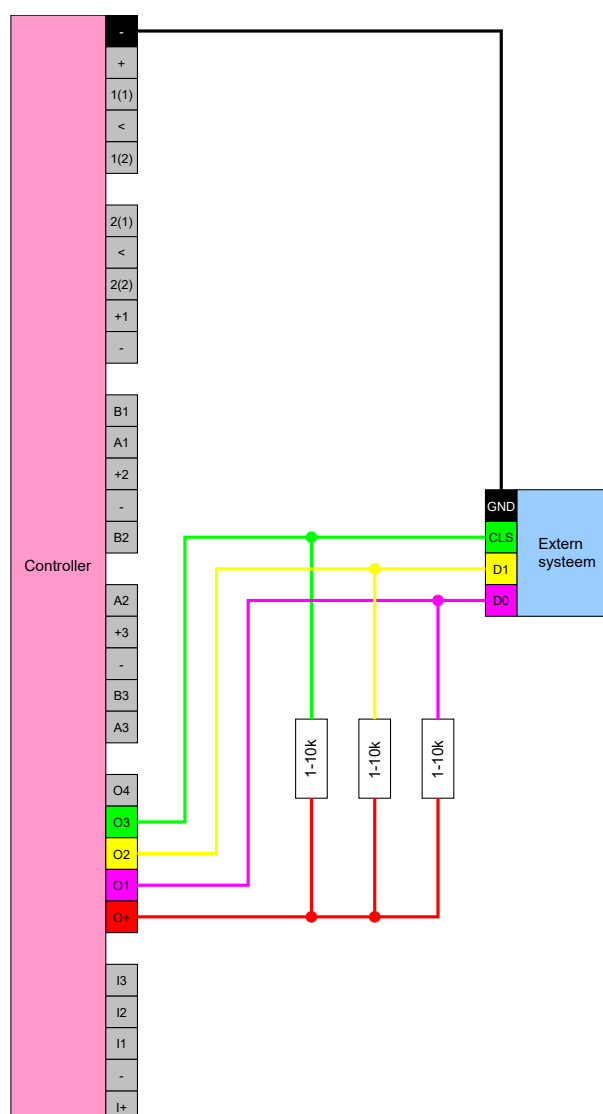 -
+
1(1)
<
1(2)
2(1)
<
2(2)
+1
-
B1
A1
+2
-
B2
Controller
A2
+3
-
B3
A3
O4
O3
O2
O1
O+
I3
I2
I1
-
I+
GND
CLS
D1
D0
Extern
systeem
1-10k
1-10k
1-10k